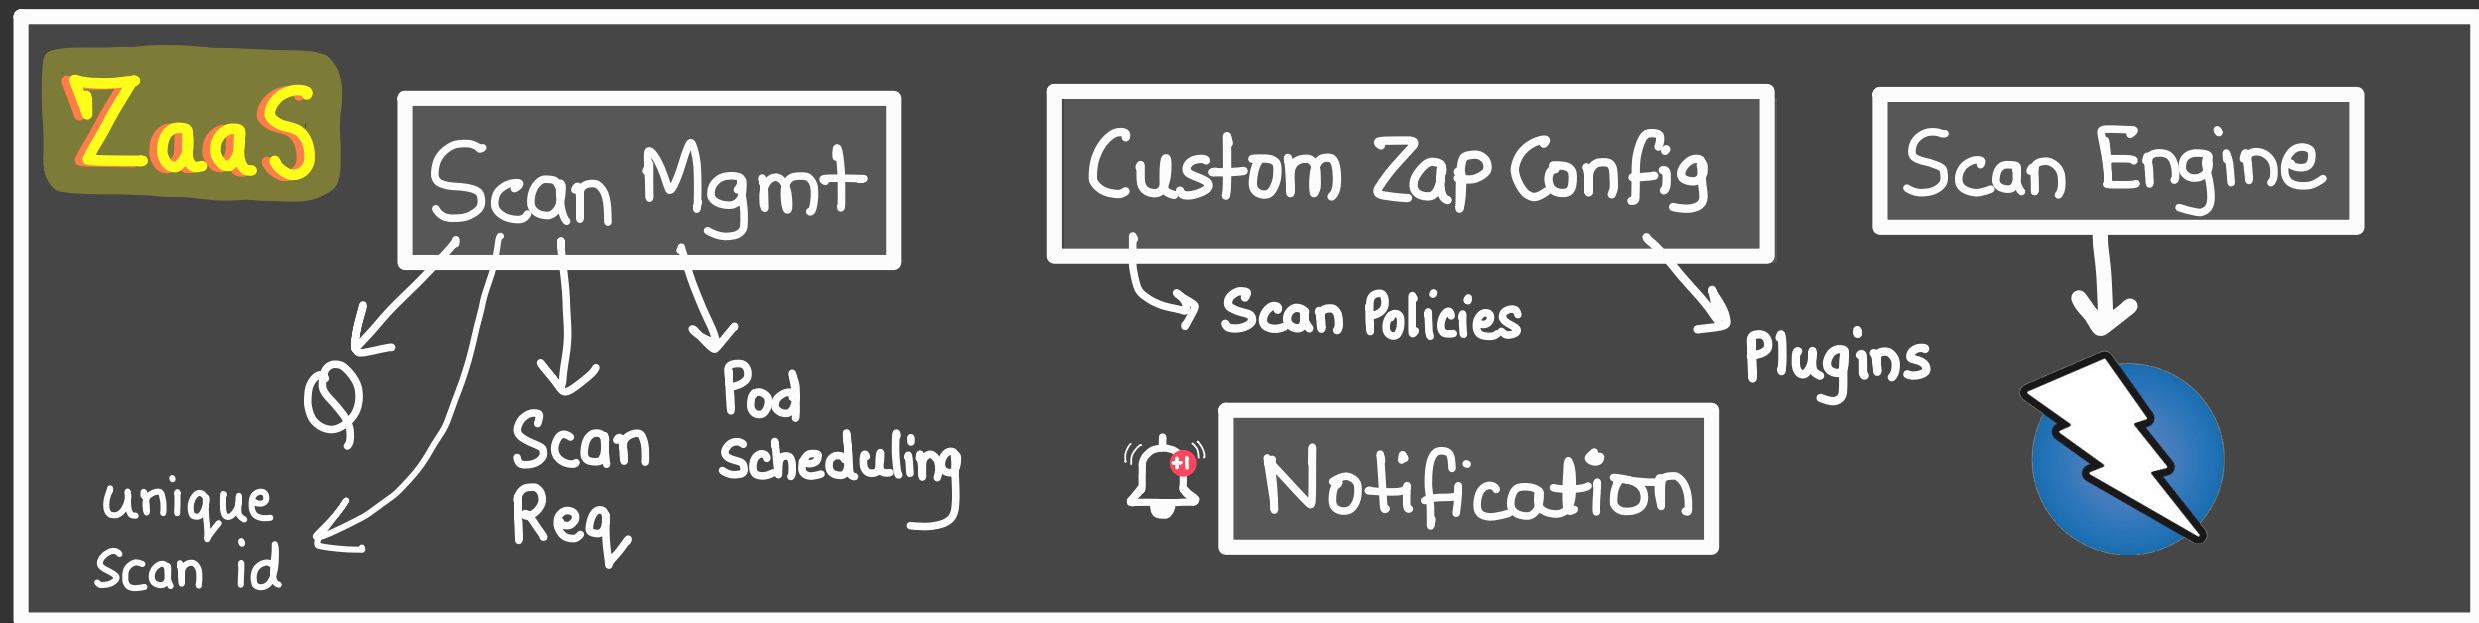 ZaaS
Scan Mgmt
Custom Zap Config
Scan Engine
Q
unique
scan id
Scan
Req
Pod
scheduling
Scan Policies
Plugins
+1
Notification